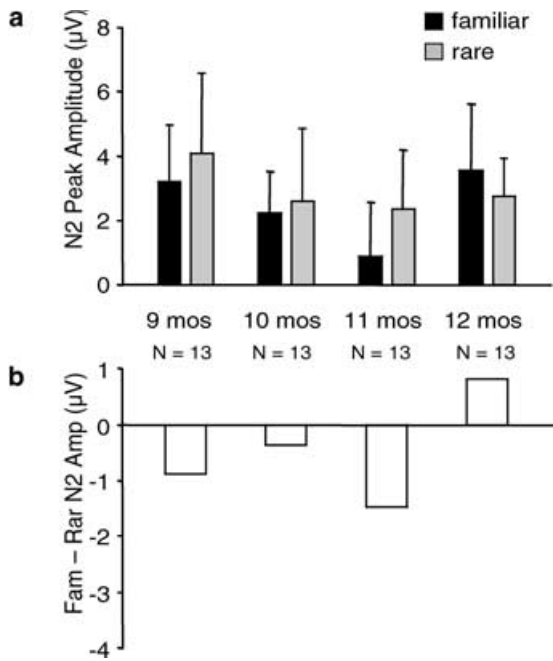 a
N2 Peak Amplitude (µV)
8
6
4
2
0
familiar
rare
9 mos 10 mos 11 mos 12 mos
N = 13 N = 13 N = 13 N = 13
b
Fam – Rar N2 Amp (µV)
1
0
-1
-2
-3
-4